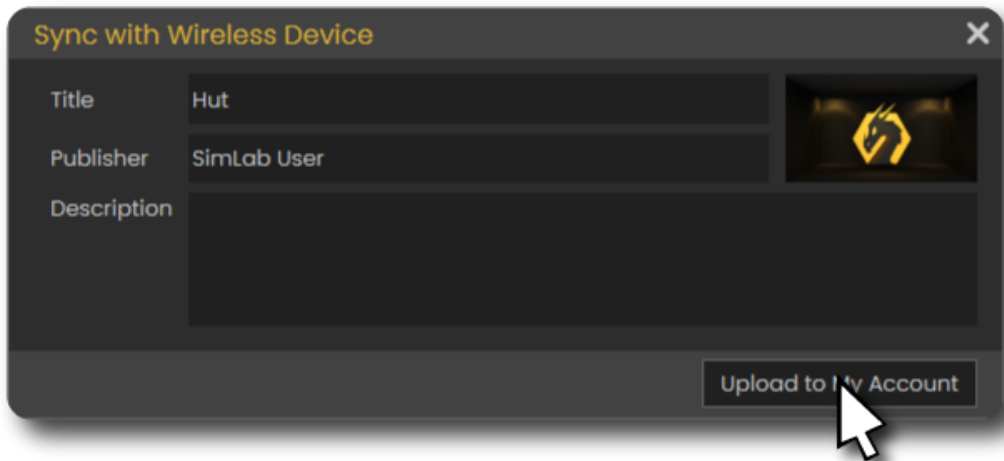 Sync with Wireless Device
Title Hut
Publisher SimLab User
Description
Upload to My Account